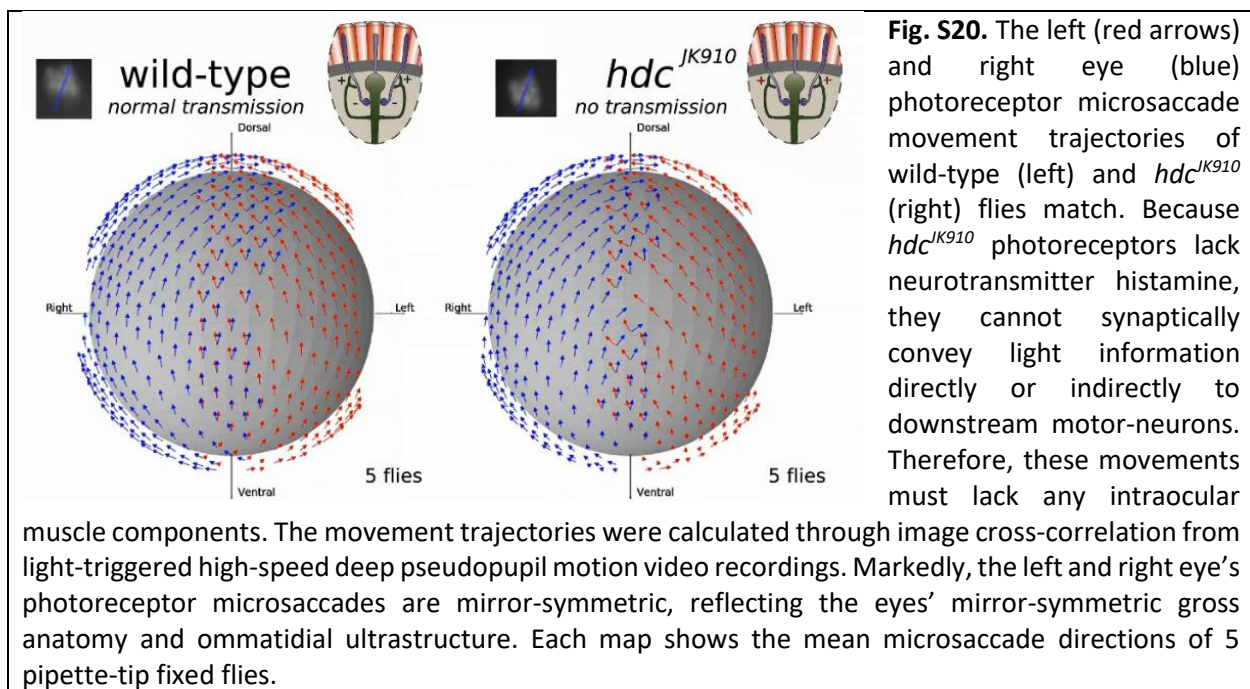 wild-type
normal transmission
hdc^JK910
no transmission
+ +
- -
+ +
Dorsal
Right
Left
Ventral
5 flies
Dorsal
Right
Left
Ventral
5 flies
Fig. S20. The left (red arrows)
and right eye (blue)
photoreceptor microsaccade
movement trajectories of
wild-type (left) and hdc^JK910
(right) flies match. Because
hdc^JK910 photoreceptors lack
neurotransmitter histamine,
they cannot synaptically
convey light information
directly or indirectly to
downstream motor-neurons.
Therefore, these movements
must lack any intraocular
muscle components. The movement trajectories were calculated through image cross-correlation from
light-triggered high-speed deep pseudopupil motion video recordings. Markedly, the left and right eye’s
photoreceptor microsaccades are mirror-symmetric, reflecting the eyes’ mirror-symmetric gross
anatomy and ommatidial ultrastructure. Each map shows the mean microsaccade directions of 5
pipette-tip fixed flies.